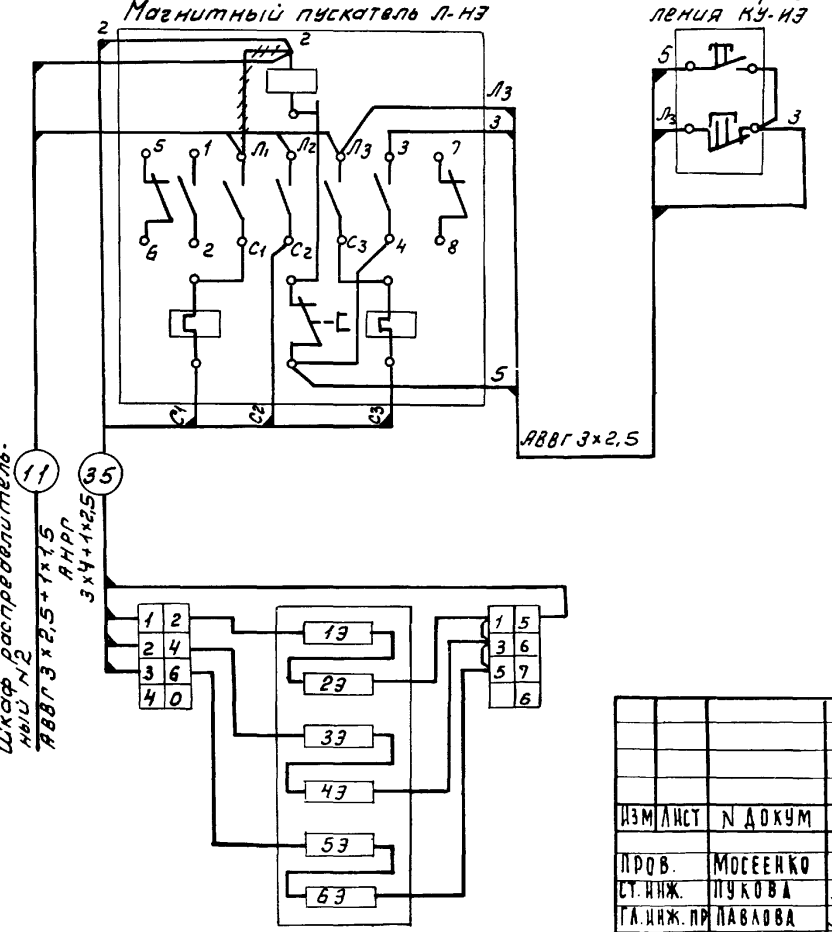 Магнитный пускатель Л-НЭ
ления КУ-НЭ
2
2
Л3
3
5
Л3
3
5
1
Л1
Л2
Л3
3
7
6
2
С1
С2
С3
4
8
5
С1
С2
С3
АВВГ 3×2,5
11
35
Шкаф распределитель-
ный N2
АВВГ 3×2,5+1×1,5
АНРГ
3×4+1×2,5
1 2
2 4
3 6
4 0
1Э
2Э
3Э
4Э
5Э
6Э
1 5
3 6
5 7
6
ИЗМ ЛИСТ N ДОКУМ
ПРОВ. МОСЕЕНКО
СТ. ИНЖ. ПУКОВА
ГЛ. ИНЖ. ПР ПАВЛОВА